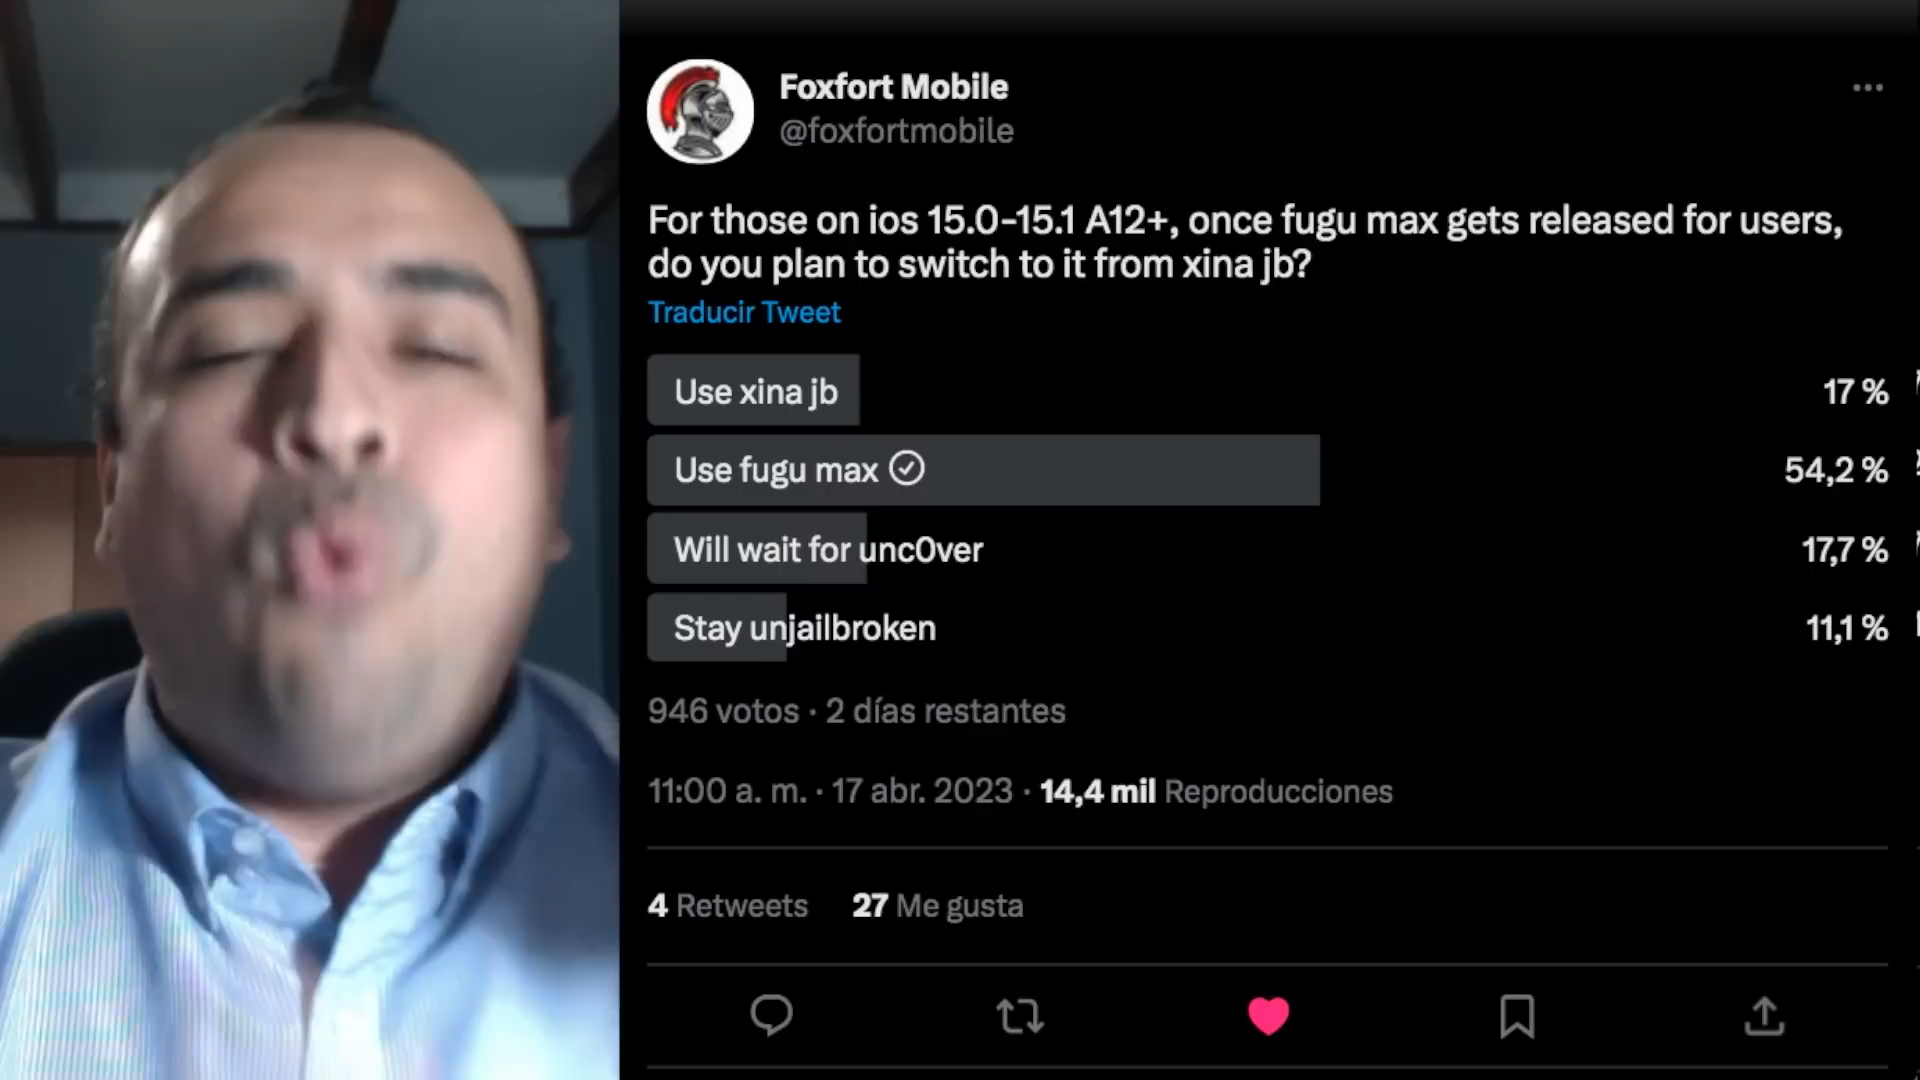 Foxfort Mobile
@foxfortmobile
For those on ios 15.0-15.1 A12+, once fugu max gets released for users,
do you plan to switch to it from xina jb?
Traducir Tweet
Use xina jb 17 %
Use fugu max 54,2 %
Will wait for unc0ver 17,7 %
Stay unjailbroken 11,1 %
946 votos · 2 días restantes
11:00 a. m. · 17 abr. 2023 · 14,4 mil Reproducciones
4 Retweets 27 Me gusta